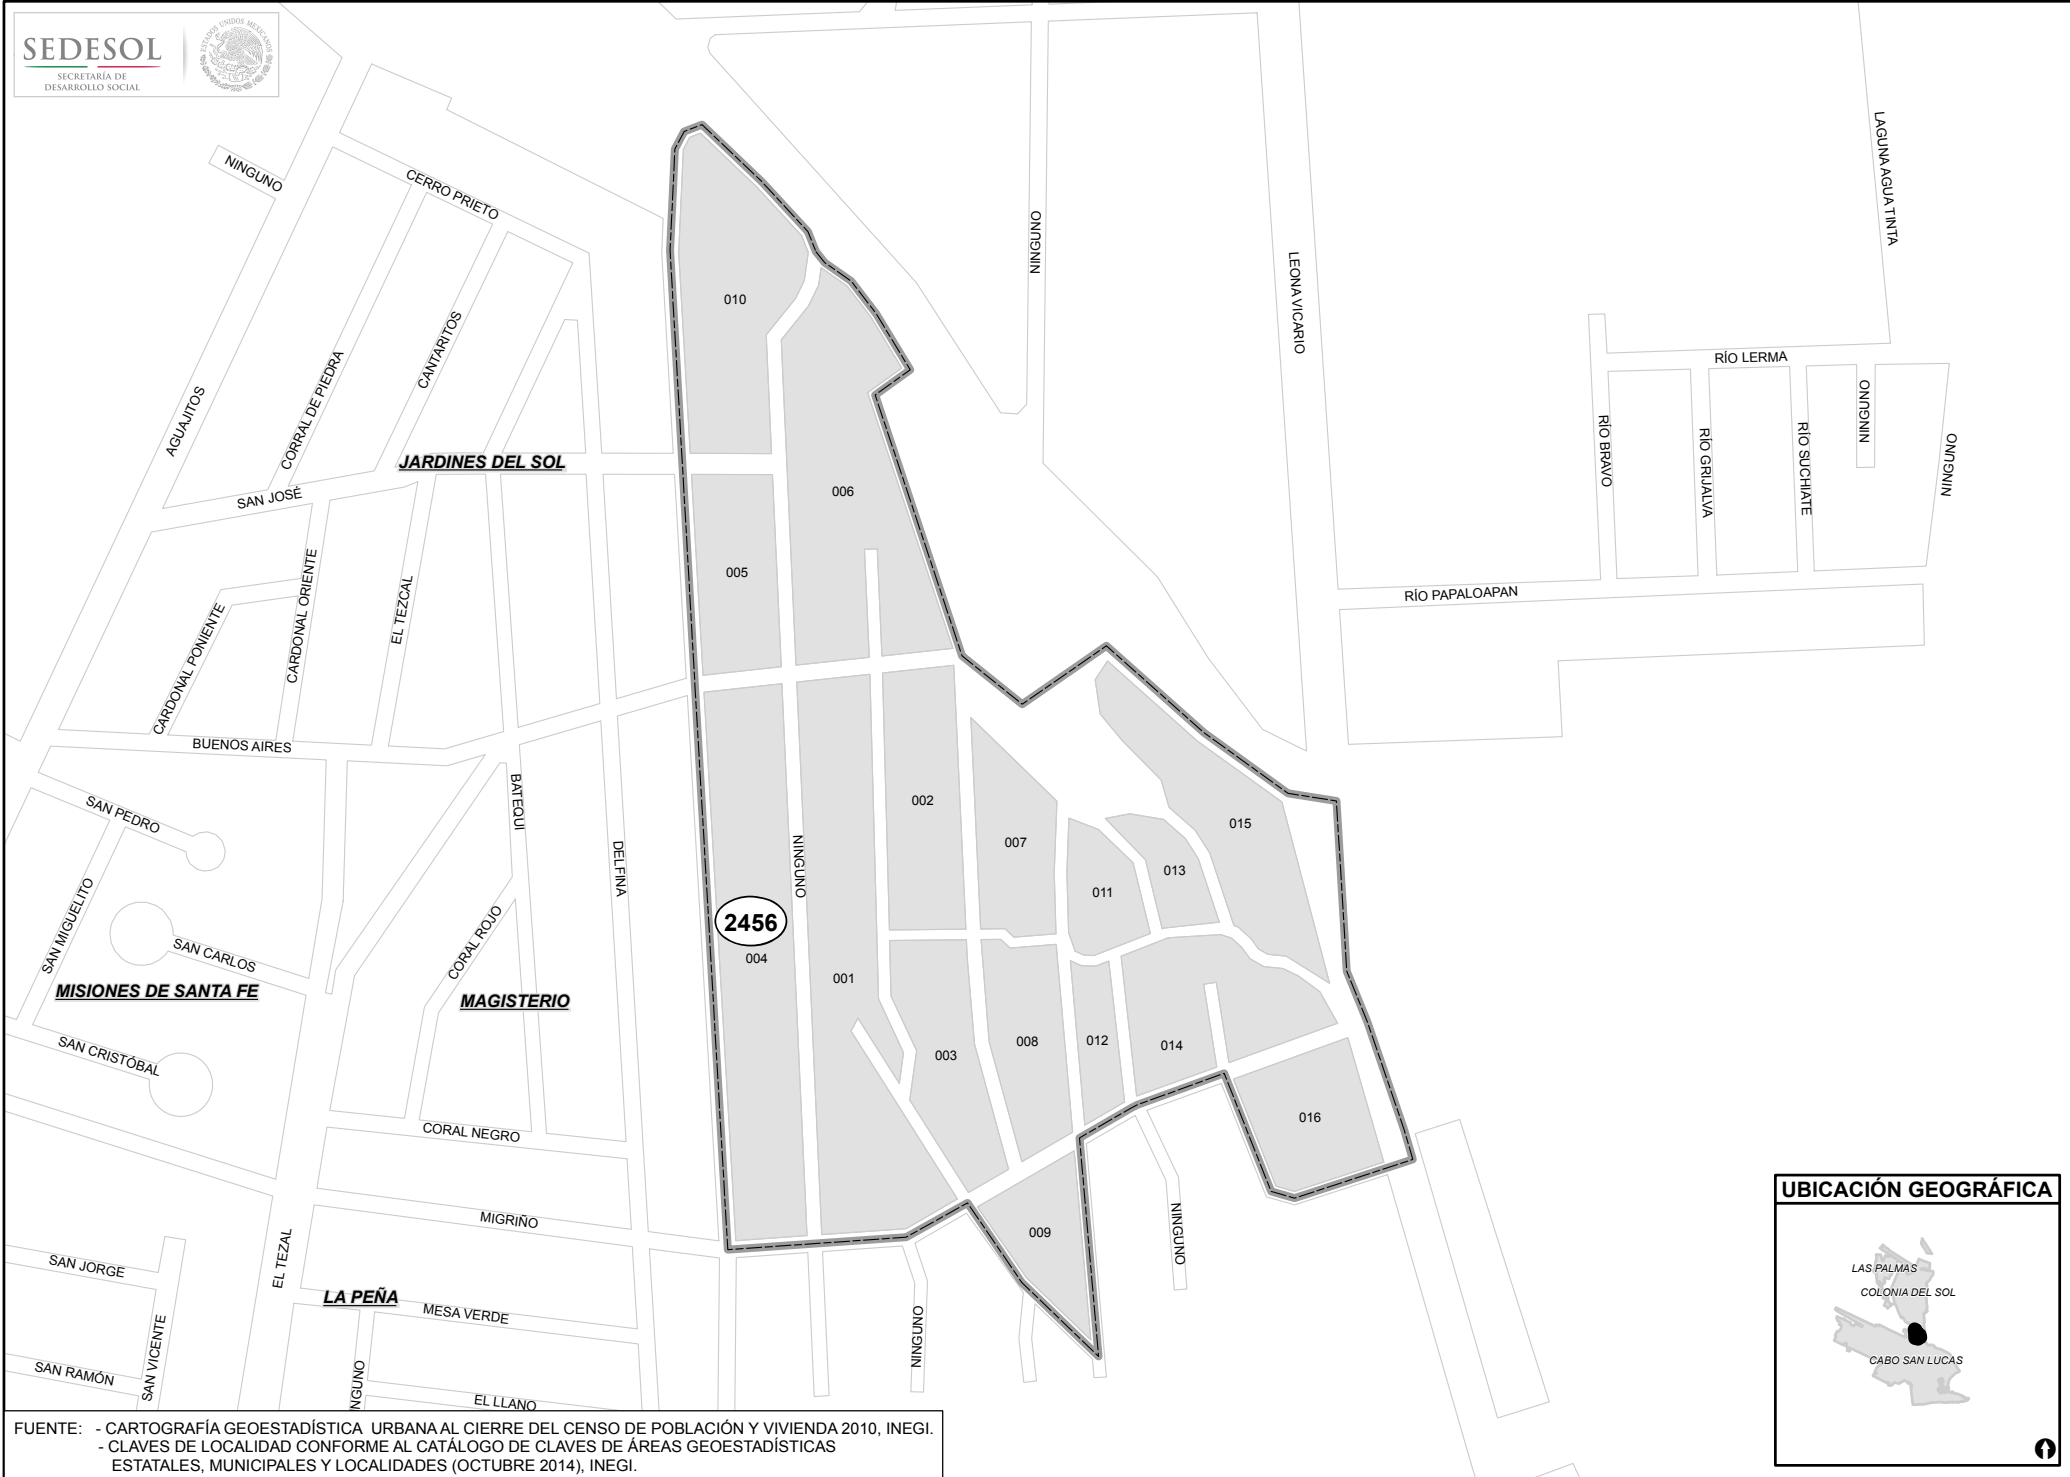 SEDESOL
SECRETARÍA DE
DESARROLLO SOCIAL
ESTADOS UNIDOS MEXICANOS
NINGUNO
CERRO PRIETO
NINGUNO
LAGUNA AGUA TINTA
LEONA VICARIO
010
AGUAJITOS
CORRAL DE PIEDRA
CANTARITOS
RÍO LERMA
NINGUNO
RÍO BRAVO
RÍO GRIJALVA
RÍO SUCHIATE
NINGUNO
JARDINES DEL SOL
SAN JOSÉ
006
005
CARDONAL PONIENTE
CARDONAL ORIENTE
EL TEZCAL
RÍO PAPALOAPAN
BUENOS AIRES
SAN PEDRO
BATEQUI
DELFINA
NINGUNO
002
007
015
013
011
SAN MIGUELITO
SAN CARLOS
CORAL ROJO
2456
004
001
MISIONES DE SANTA FE
MAGISTERIO
SAN CRISTÓBAL
003
008
012
014
016
CORAL NEGRO
MIGRIÑO
009
NINGUNO
SAN JORGE
EL TEZAL
LA PEÑA
MESA VERDE
NINGUNO
SAN VICENTE
SAN RAMÓN
NGUNO
EL LLANO
UBICACIÓN GEOGRÁFICA
LAS PALMAS
COLONIA DEL SOL
CABO SAN LUCAS
FUENTE: - CARTOGRAFÍA GEOESTADÍSTICA URBANA AL CIERRE DEL CENSO DE POBLACIÓN Y VIVIENDA 2010, INEGI.
- CLAVES DE LOCALIDAD CONFORME AL CATÁLOGO DE CLAVES DE ÁREAS GEOESTADÍSTICAS
ESTATALES, MUNICIPALES Y LOCALIDADES (OCTUBRE 2014), INEGI.